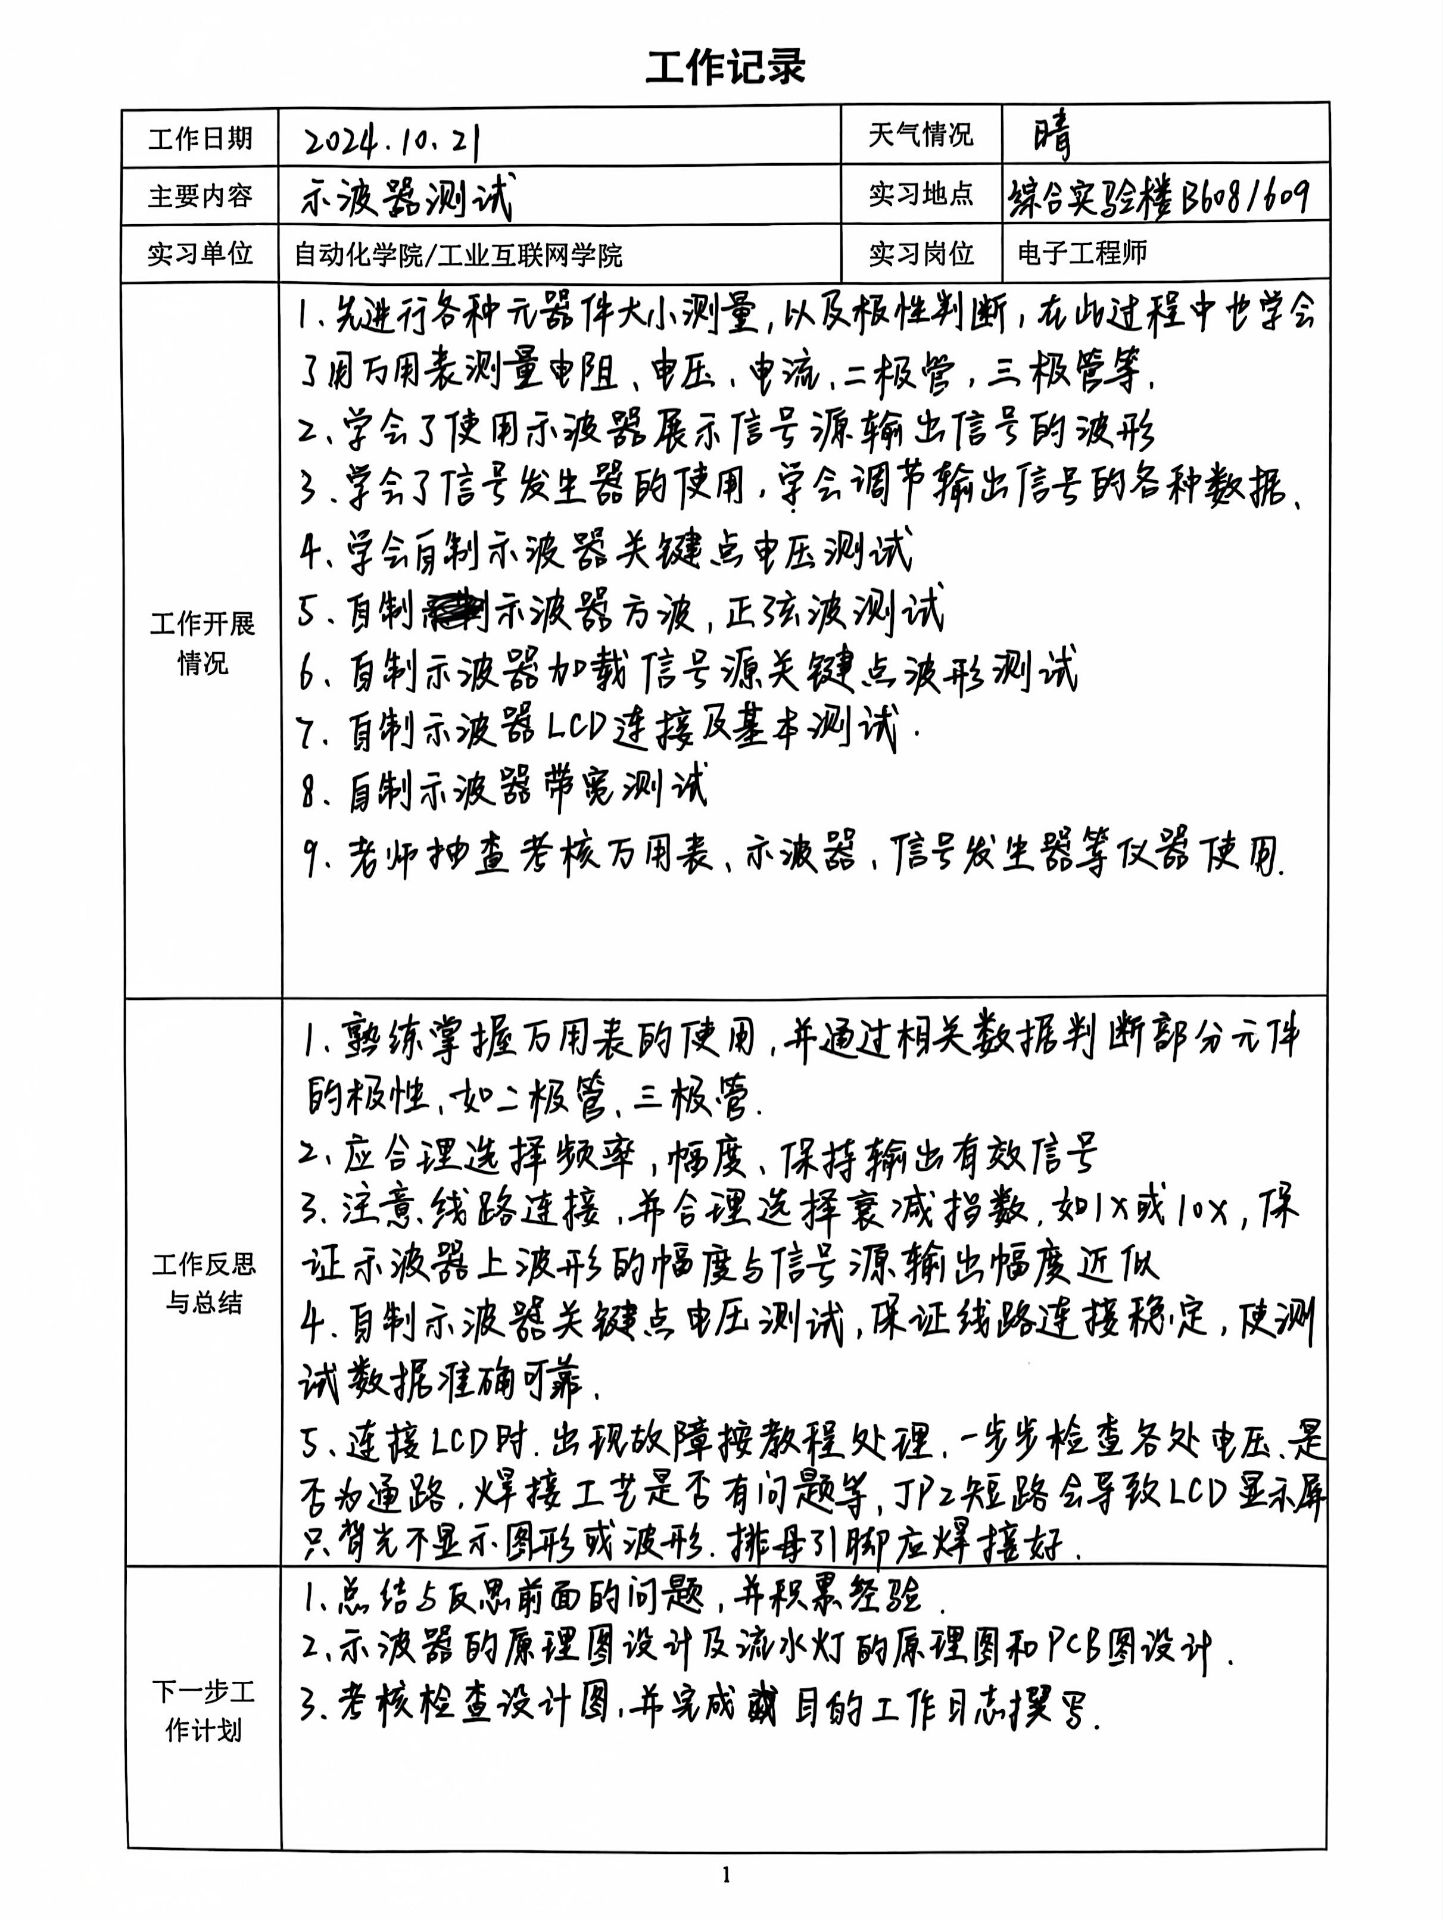 工作记录
工作日期 2024.10.21 天气情况 晴
主要内容 示波器测试 实习地点 综合实验楼B608/609
实习单位 自动化学院/工业互联网学院 实习岗位 电子工程师
工作开展
情况
1、先进行各种元器件大小测量,以及极性判断,在此过程中也学会
了用万用表测量电阻、电压、电流、二极管,三极管等.
2、学会了使用示波器展示信号源输出信号的波形
3、学会了信号发生器的使用,学会调节输出信号的各种数据、
4、学会自制示波器关键点电压测试
5、自制示波器方波,正弦波测试
6、自制示波器加载信号源关键点波形测试
7、自制示波器LCD连接及基本测试.
8、自制示波器带宽测试
9、老师抽查考核万用表、示波器、信号发生器等仪器使用.
工作反思
与总结
1、熟练掌握万用表的使用,并通过相关数据判断部分元件
的极性、如二极管、三极管.
2、应合理选择频率,幅度、保持输出有效信号
3、注意线路连接,并合理选择衰减指数,如1x或10x,保
证示波器上波形的幅度与信号源输出幅度近似
4、自制示波器关键点电压测试,保证线路连接稳定,使测
试数据准确可靠.
5、连接LCD时.出现故障按教程处理,一步步检查各处电压、是
否为通路,焊接工艺是否有问题等,JP2短路会导致LCD显示屏
只背光不显示图形或波形.排母引脚应焊接好.
下一步工
作计划
1、总结与反思前面的问题,并积累经验.
2、示波器的原理图设计及流水灯的原理图和PCB图设计.
3、考核检查设计图,并完成目的工作日志撰写.
1